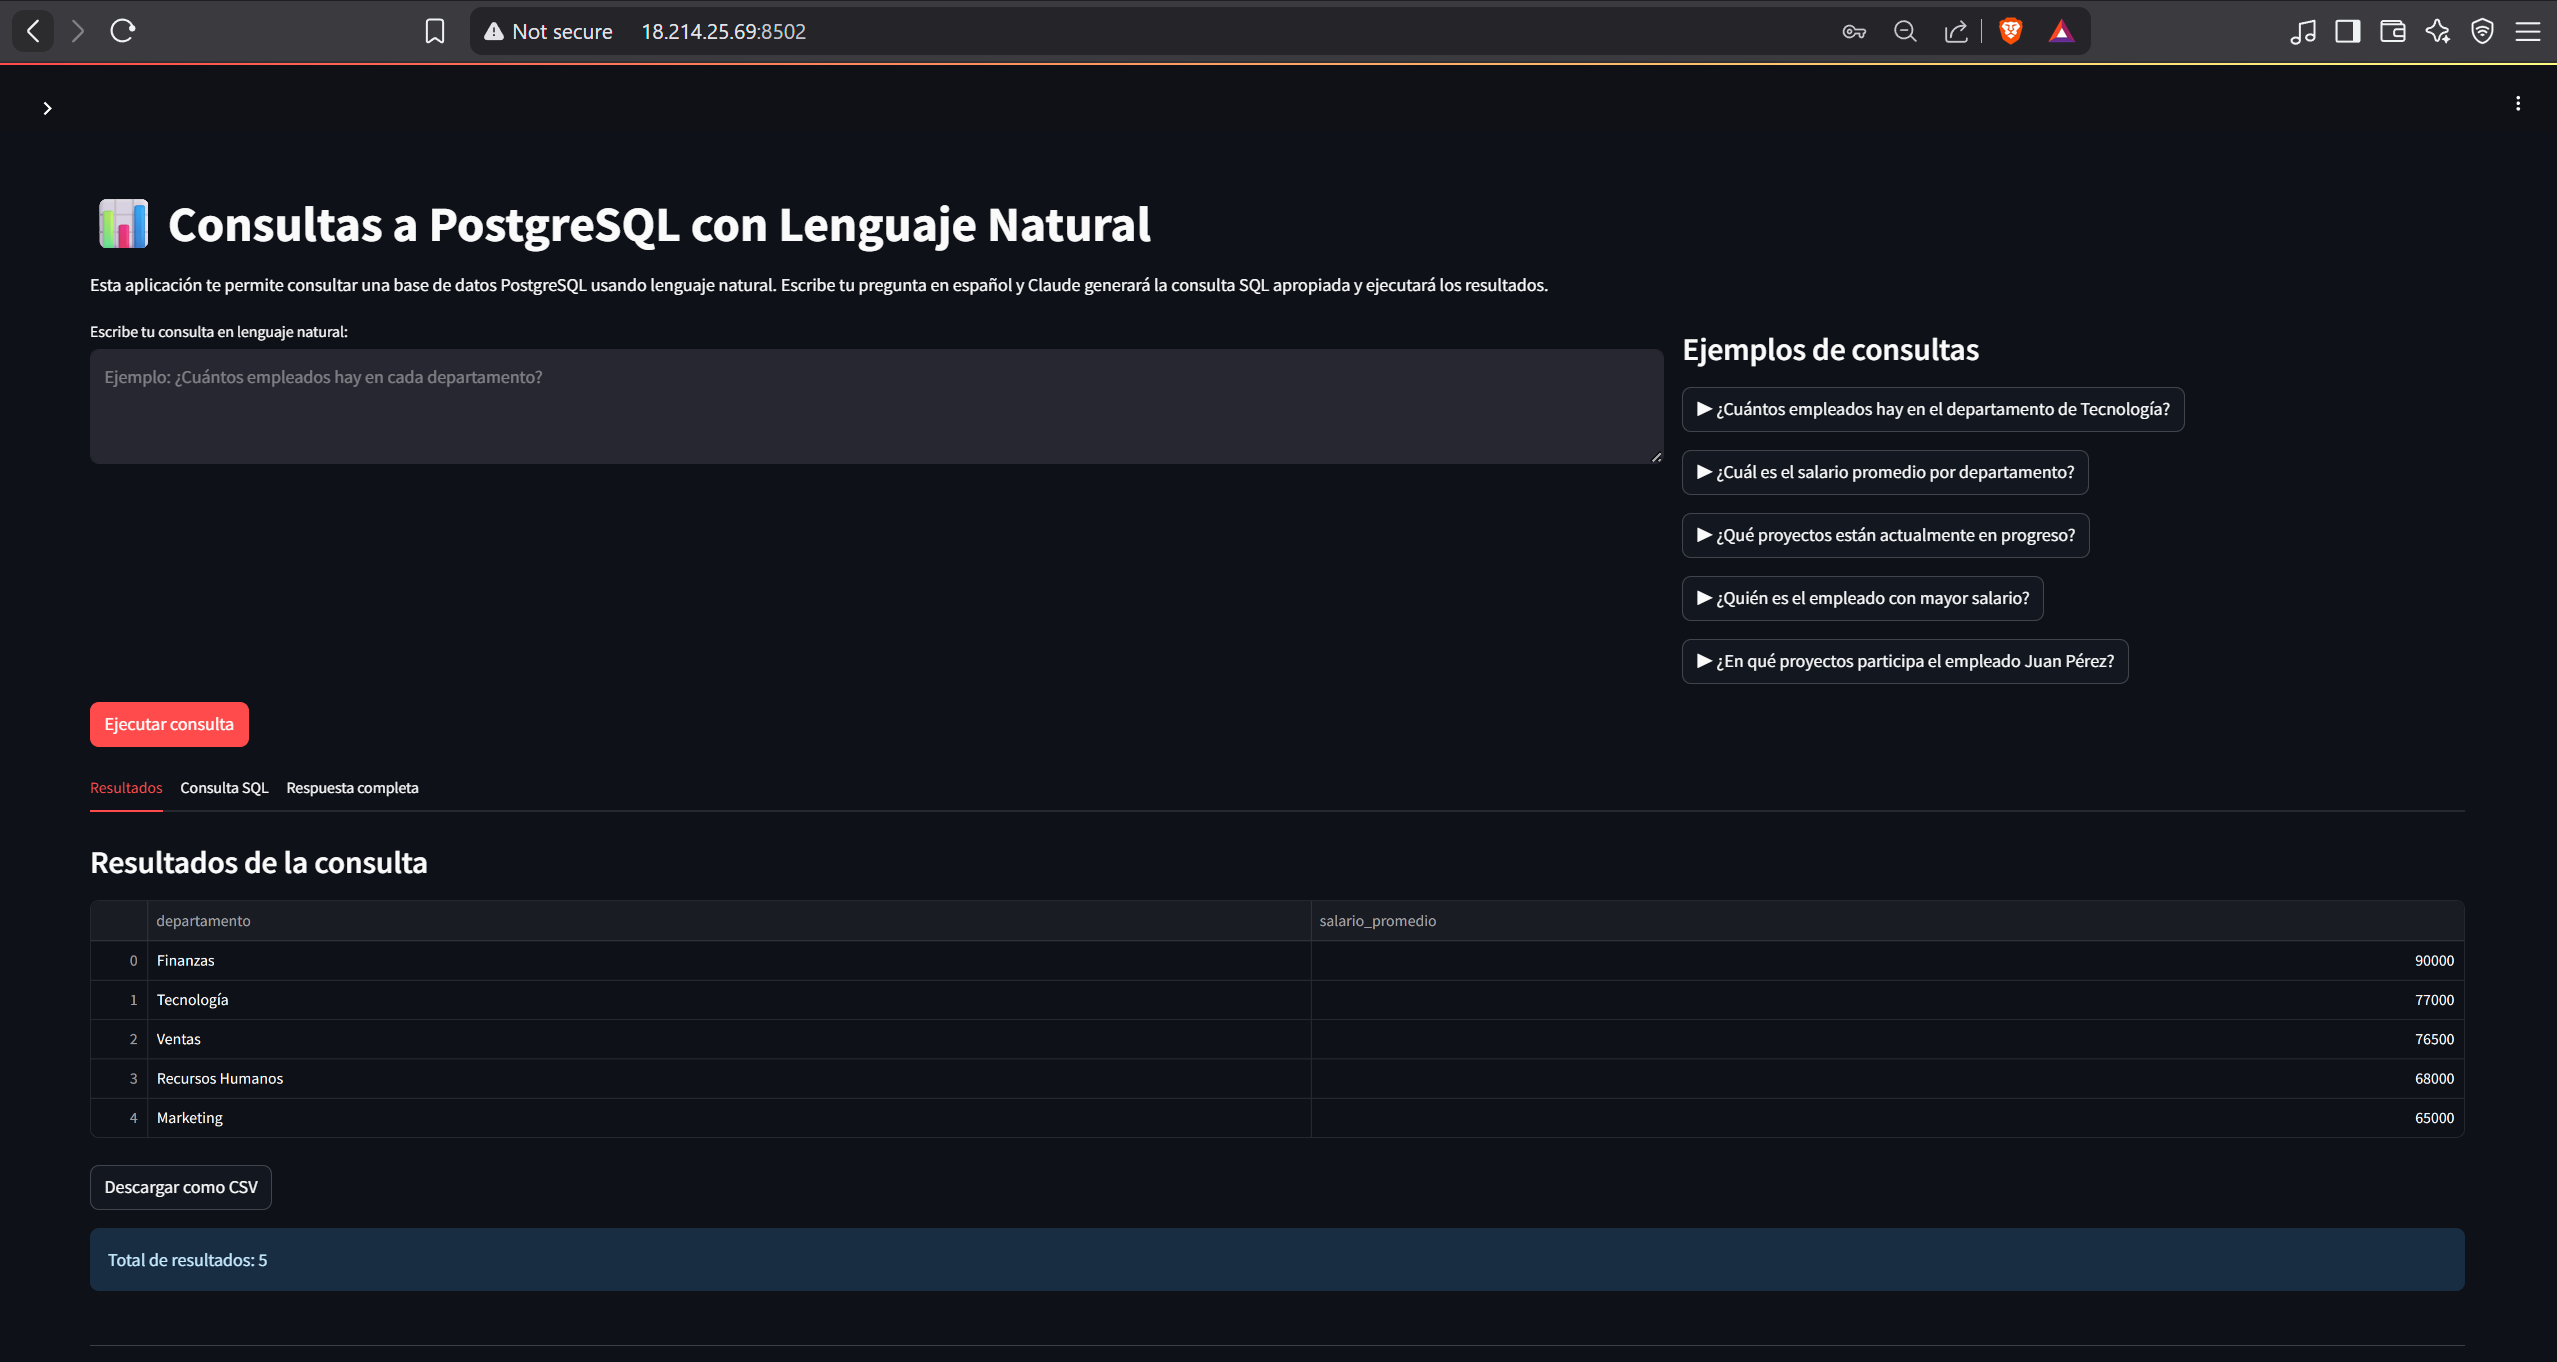 Not secure 18.214.25.69:8502
Consultas a PostgreSQL con Lenguaje Natural
Esta aplicación te permite consultar una base de datos PostgreSQL usando lenguaje natural. Escribe tu pregunta en español y Claude generará la consulta SQL apropiada y ejecutará los resultados.
Escribe tu consulta en lenguaje natural:
Ejemplo: ¿Cuántos empleados hay en cada departamento?
Ejemplos de consultas
▶ ¿Cuántos empleados hay en el departamento de Tecnología?
▶ ¿Cuál es el salario promedio por departamento?
▶ ¿Qué proyectos están actualmente en progreso?
▶ ¿Quién es el empleado con mayor salario?
▶ ¿En qué proyectos participa el empleado Juan Pérez?
Ejecutar consulta
Resultados Consulta SQL Respuesta completa
Resultados de la consulta
departamento salario_promedio
0 Finanzas 90000
1 Tecnología 77000
2 Ventas 76500
3 Recursos Humanos 68000
4 Marketing 65000
Descargar como CSV
Total de resultados: 5